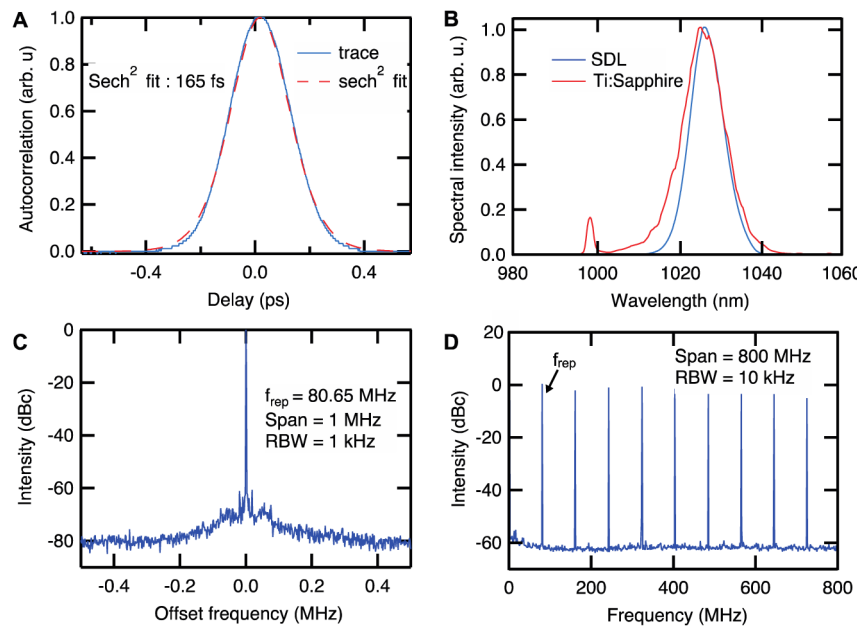 A
Autocorrelation (arb. u)
1.0
0.8
0.6
0.4
0.2
0.0
Sech² fit : 165 fs
trace
sech² fit
-0.4
0.0
0.4
Delay (ps)
B
Spectral intensity (arb. u.)
1.0
0.8
0.6
0.4
0.2
0.0
SDL
Ti:Sapphire
980
1000
1020
1040
1060
Wavelength (nm)
C
Intensity (dBc)
0
-20
-40
-60
-80
f_rep = 80.65 MHz
Span = 1 MHz
RBW = 1 kHz
-0.4
-0.2
0.0
0.2
0.4
Offset frequency (MHz)
D
Intensity (dBc)
20
0
-20
-40
-60
f_rep
Span = 800 MHz
RBW = 10 kHz
0
200
400
600
800
Frequency (MHz)